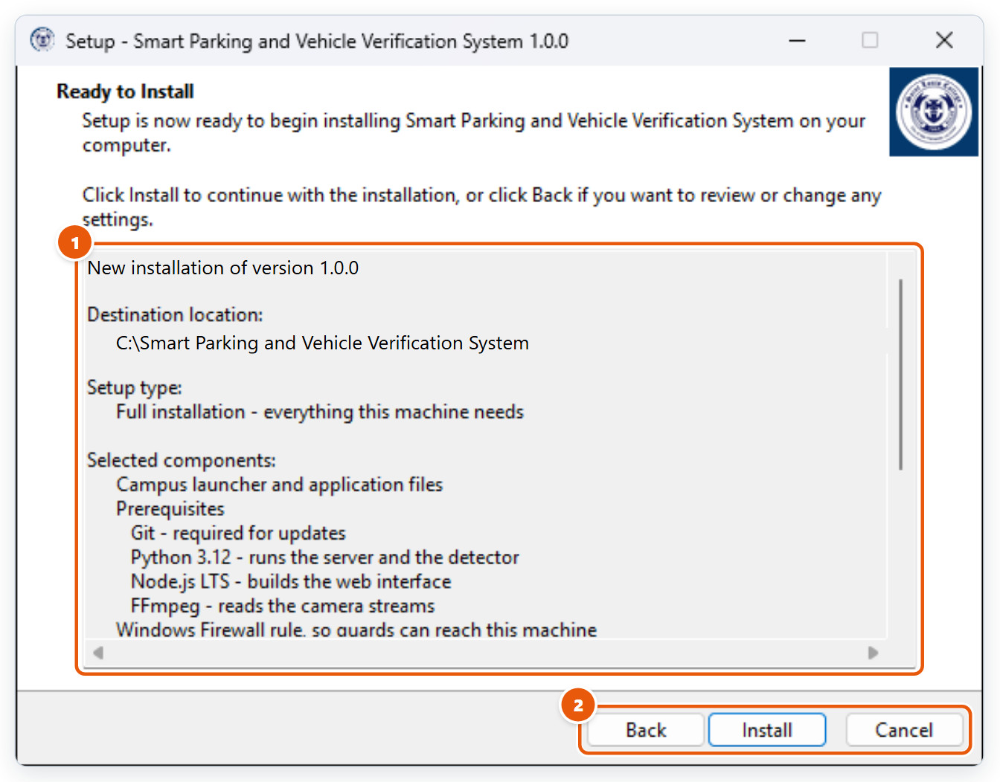 Setup - Smart Parking and Vehicle Verification System 1.0.0
Ready to Install
Setup is now ready to begin installing Smart Parking and Vehicle Verification System on your
computer.
Click Install to continue with the installation, or click Back if you want to review or change any
settings.
1
New installation of version 1.0.0
Destination location:
C:\Smart Parking and Vehicle Verification System
Setup type:
Full installation - everything this machine needs
Selected components:
Campus launcher and application files
Prerequisites
Git - required for updates
Python 3.12 - runs the server and the detector
Node.js LTS - builds the web interface
FFmpeg - reads the camera streams
Windows Firewall rule, so guards can reach this machine
2
Back
Install
Cancel